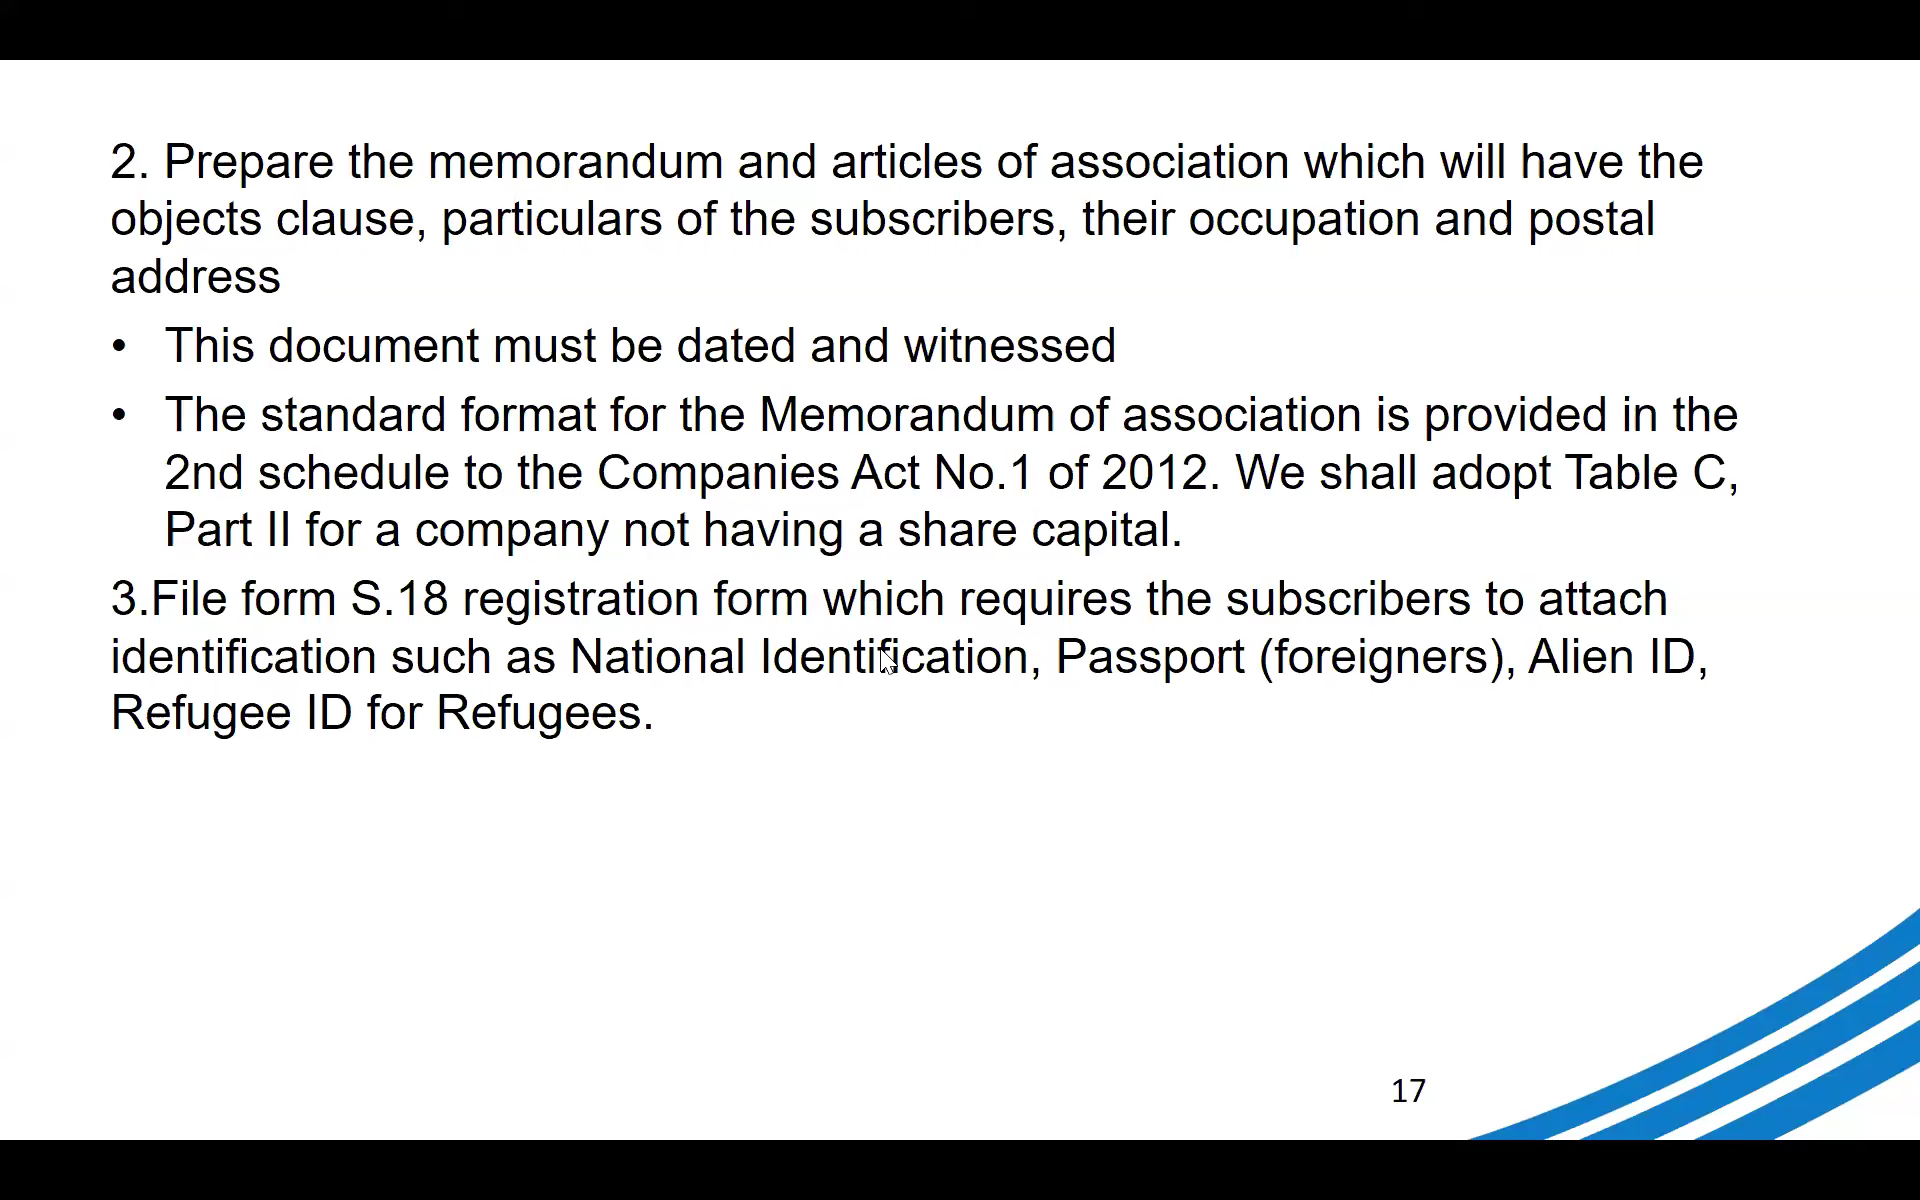 2. Prepare the memorandum and articles of association which will have the
objects clause, particulars of the subscribers, their occupation and postal
address
• This document must be dated and witnessed
• The standard format for the Memorandum of association is provided in the
2nd schedule to the Companies Act No.1 of 2012. We shall adopt Table C,
Part II for a company not having a share capital.
3.File form S.18 registration form which requires the subscribers to attach
identification such as National Identification, Passport (foreigners), Alien ID,
Refugee ID for Refugees.
17